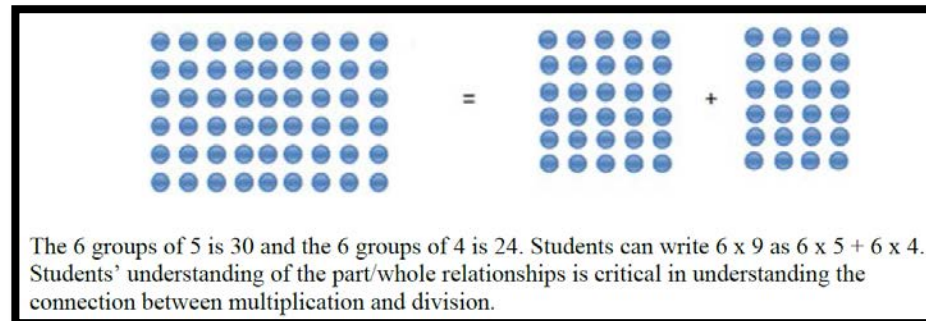 = +
The 6 groups of 5 is 30 and the 6 groups of 4 is 24. Students can write 6 x 9 as 6 x 5 + 6 x 4.
Students’ understanding of the part/whole relationships is critical in understanding the
connection between multiplication and division.